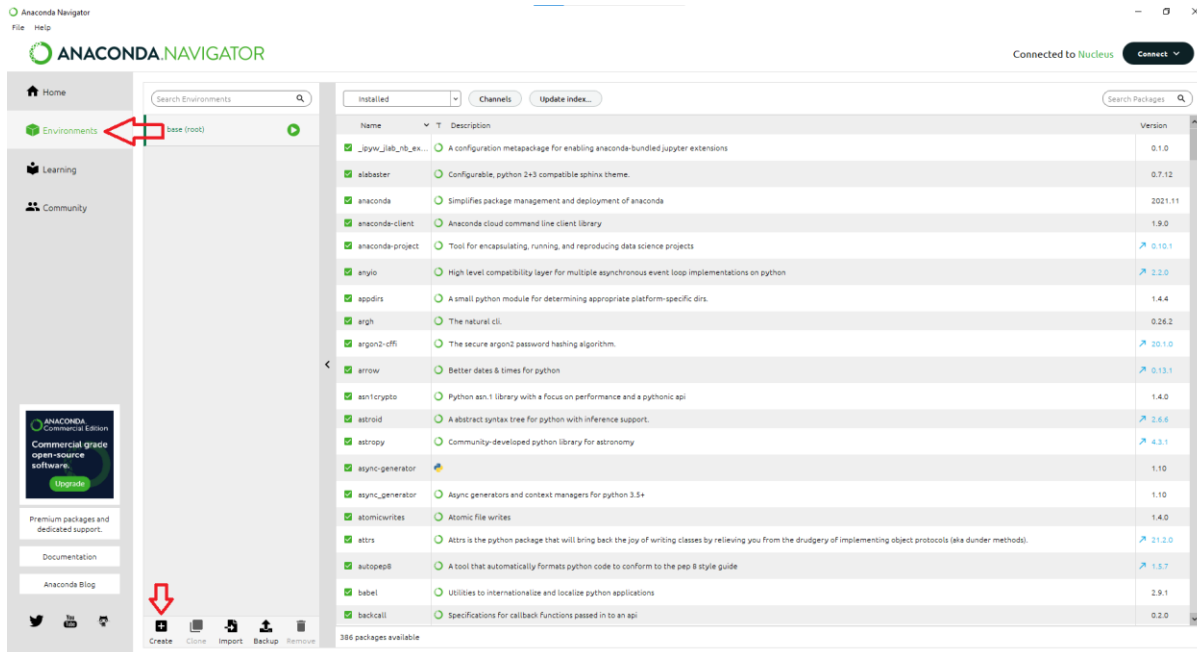 Anaconda Navigator
File Help
ANACONDA.NAVIGATOR
Connected to Nucleus
Connect
Home
Environments
Learning
Community
ANACONDA.
Commercial Edition
Commercial grade
open-source
software.
Upgrade
Premium packages and
dedicated support.
Documentation
Anaconda Blog
You
Tube
Search Environments
base (root)
Create Clone Import Backup Remove
Installed Channels Update index... Search Packages
Name T Description Version
_ipyw_jlab_nb_ex... A configuration metapackage for enabling anaconda-bundled jupyter extensions 0.1.0
alabaster Configurable, python 2+3 compatible sphinx theme. 0.7.12
anaconda Simplifies package management and deployment of anaconda 2021.11
anaconda-client Anaconda cloud command line client library 1.9.0
anaconda-project Tool for encapsulating, running, and reproducing data science projects 0.10.1
anyio High level compatibility layer for multiple asynchronous event loop implementations on python 2.2.0
appdirs A small python module for determining appropriate platform-specific dirs. 1.4.4
argh The natural cli. 0.26.2
argon2-cffi The secure argon2 password hashing algorithm. 20.1.0
arrow Better dates & times for python 0.13.1
asn1crypto Python asn.1 library with a focus on performance and a pythonic api 1.4.0
astroid A abstract syntax tree for python with inference support. 2.6.6
astropy Community-developed python library for astronomy 4.3.1
async-generator 1.10
async_generator Async generators and context managers for python 3.5+ 1.10
atomicwrites Atomic file writes 1.4.0
attrs Attrs is the python package that will bring back the joy of writing classes by relieving you from the drudgery of implementing object protocols (aka dunder methods). 21.2.0
autopep8 A tool that automatically formats python code to conform to the pep 8 style guide 1.5.7
babel Utilities to internationalize and localize python applications 2.9.1
backcall Specifications for callback functions passed in to an api 0.2.0
386 packages available